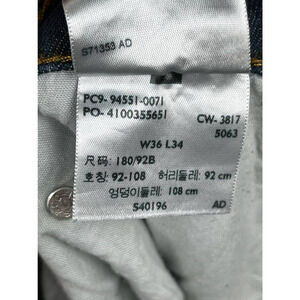 S71353 AD
PC9- 94551-0071
PO- 4100355651
CW- 3817
5063
W36 L34
尺码: 180/92B
호칭: 92-108 허리둘레: 92 cm
엉덩이둘레: 108 cm
S40196 AD